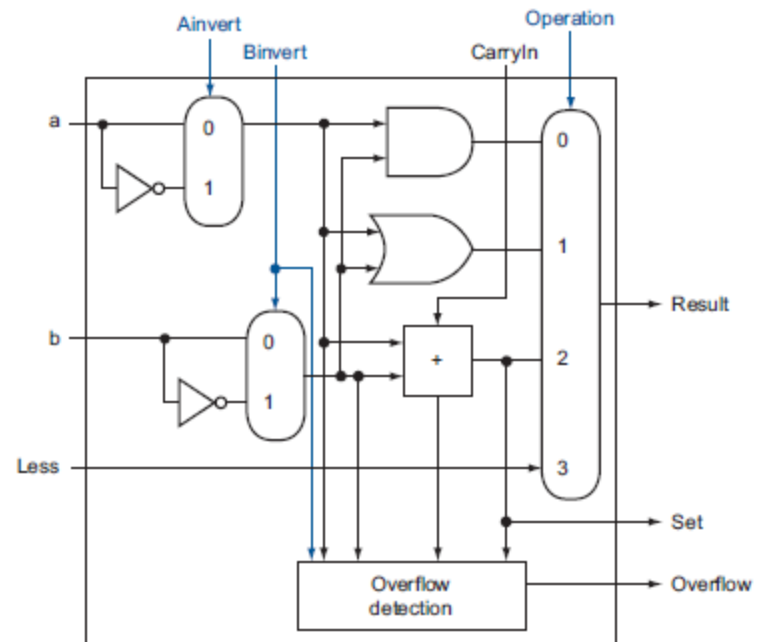 Operation
Ainvert
Binvert
CarryIn
a
0
0
1
1
Result
b
0
+
2
1
Less
3
Set
Overflow
detection
Overflow